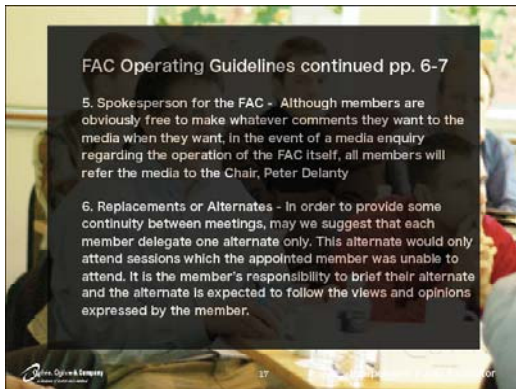 FAC Operating Guidelines continued pp. 6-7
5. Spokesperson for the FAC - Although members are
obviously free to make whatever comments they want to the
media when they want, in the event of a media enquiry
regarding the operation of the FAC itself, all members will
refer the media to the Chair, Peter Delanty
6. Replacements or Alternates - In order to provide some
continuity between meetings, may we suggest that each
member delegate one alternate only. This alternate would only
attend sessions which the appointed member was unable to
attend. It is the member's responsibility to brief their alternate
and the alternate is expected to follow the views and opinions
expressed by the member.
Ogilvie, Ogilvie & Company
17